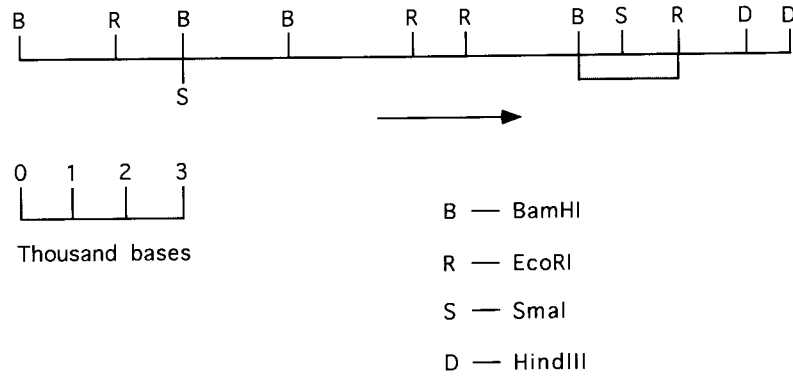 B R B B R R B S R D D
S
0 1 2 3
Thousand bases
B — BamHI
R — EcoRI
S — SmaI
D — HindIII